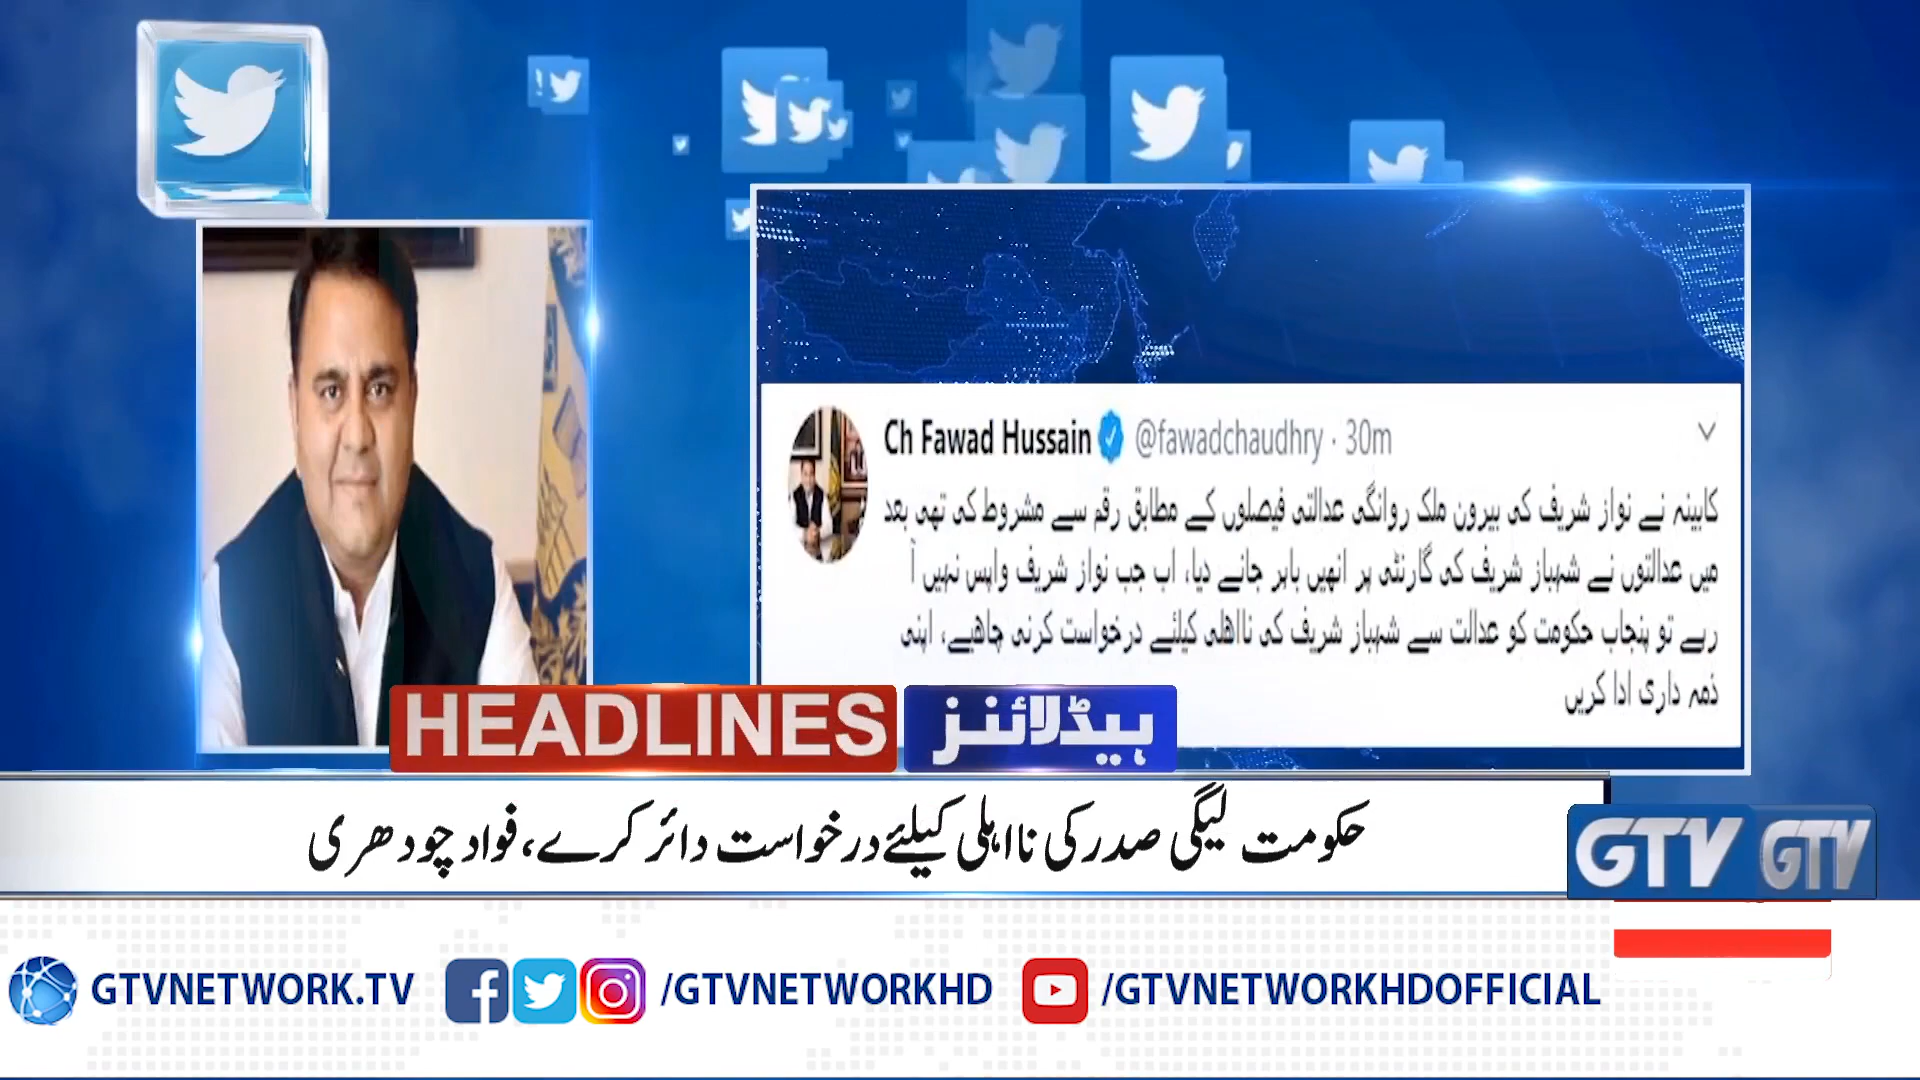 Ch Fawad Hussain @fawadchaudhry · 30m
کابینہ نے نواز شریف کی بیرون ملک روانگی عدالتی فیصلوں کے مطابق رقم سے مشروط کی تھی بعد
میں عدالتوں نے شہباز شریف کی گارنٹی پر انھیں باہر جانے دیا، اب جب نواز شریف واپس نہیں آ
رہے تو پنجاب حکومت کو عدالت سے شہباز شریف کی نااھلی کیلئے درخواست کرنی چاھیے، اپنی
ذمہ داری ادا کریں
HEADLINES ہیڈلائنز
حکومت لیگی صدر کی نااہلی کیلئے درخواست دائر کرے، فواد چودھری
GTV GTV
GTVNETWORK.TV /GTVNETWORKHD /GTVNETWORKHDOFFICIAL